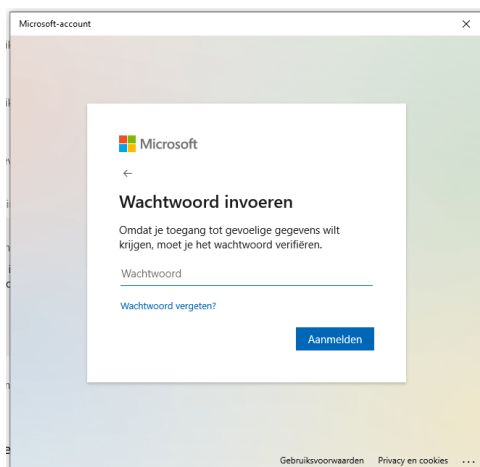 Microsoft-account
Microsoft
Wachtwoord invoeren
Omdat je toegang tot gevoelige gegevens wilt
krijgen, moet je het wachtwoord verifiëren.
Wachtwoord
Wachtwoord vergeten?
Aanmelden
Gebruiksvoorwaarden Privacy en cookies ...